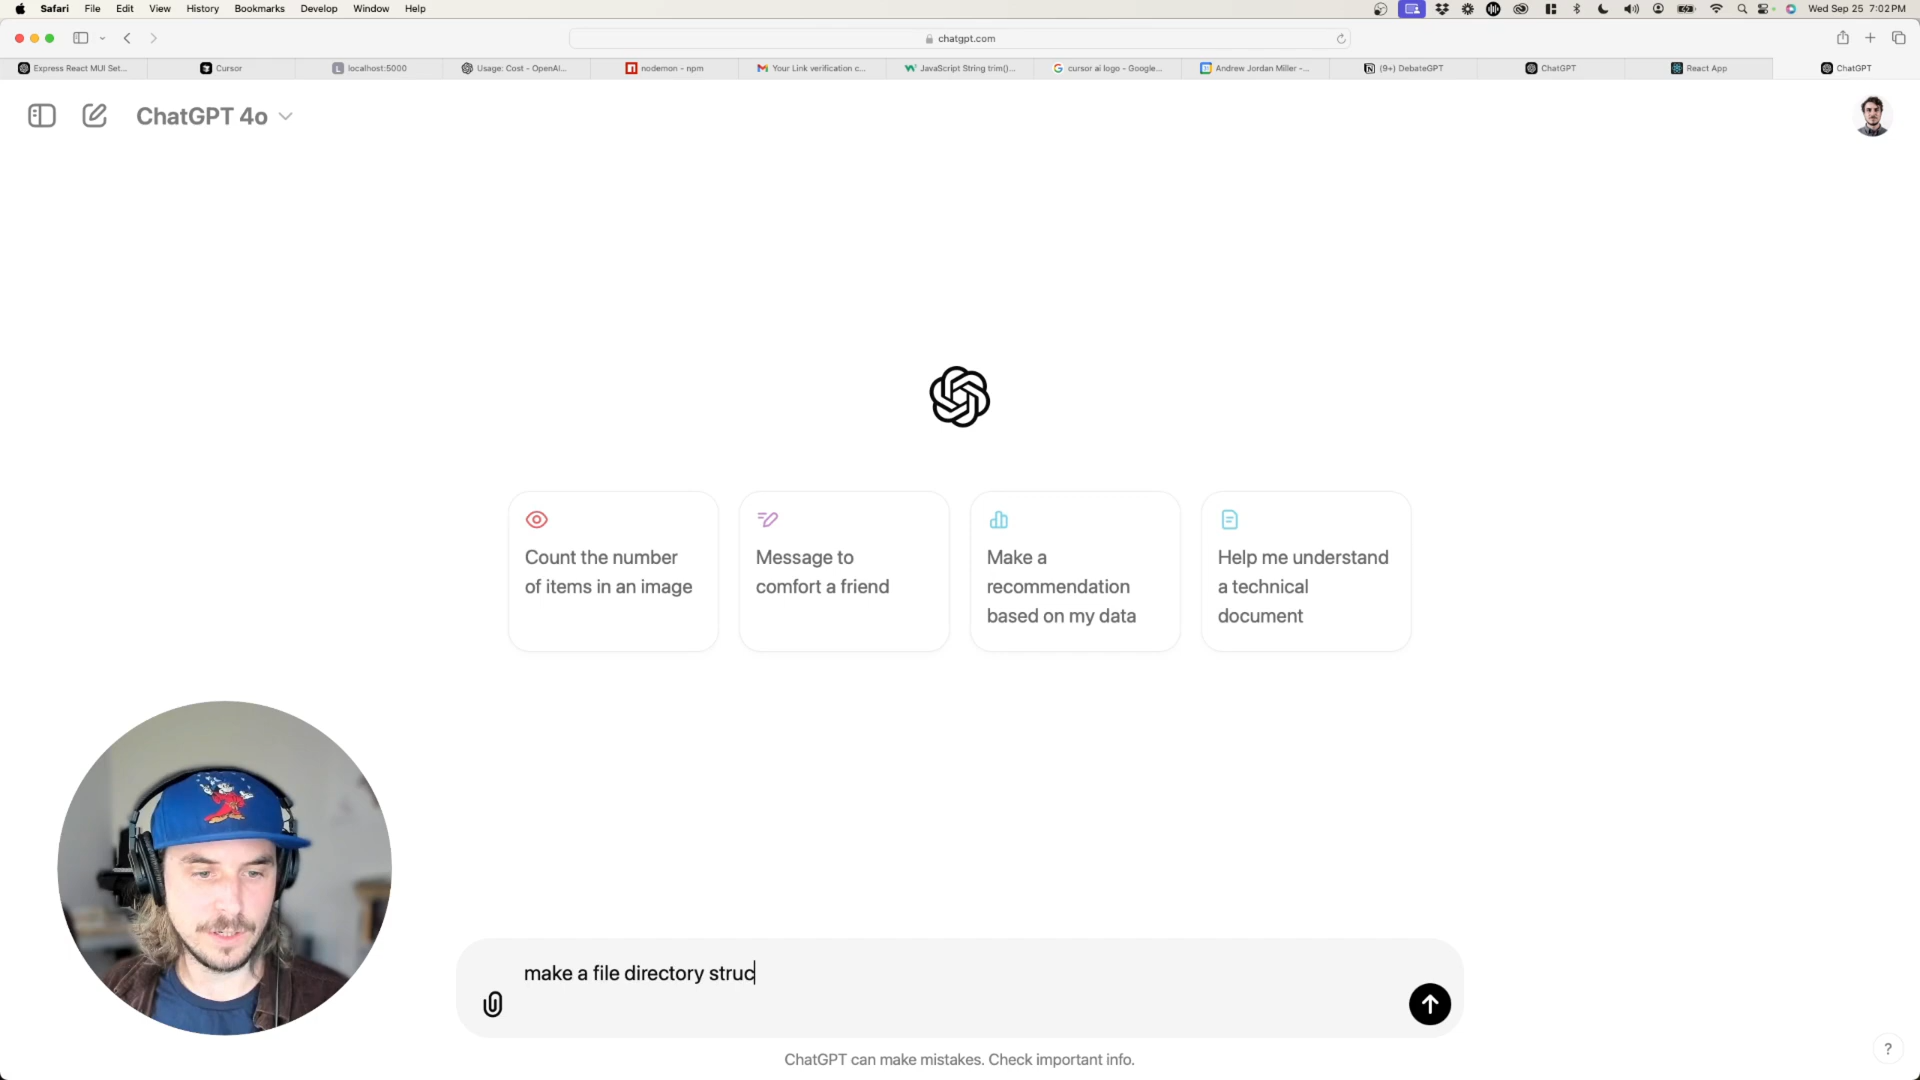 Safari File Edit View History Bookmarks Develop Window Help
Wed Sep 25 7:02 PM
chatgpt.com
Express React MUI Set...
Cursor
localhost:5000
Usage: Cost - OpenAI...
nodemon - npm
Your Link verification c...
JavaScript String trim()...
cursor ai logo - Google...
Andrew Jordan Miller -...
(9+) DebateGPT
ChatGPT
React App
ChatGPT
ChatGPT 4o
Count the number
of items in an image
Message to
comfort a friend
Make a
recommendation
based on my data
Help me understand
a technical
document
make a file directory struc
ChatGPT can make mistakes. Check important info.
?